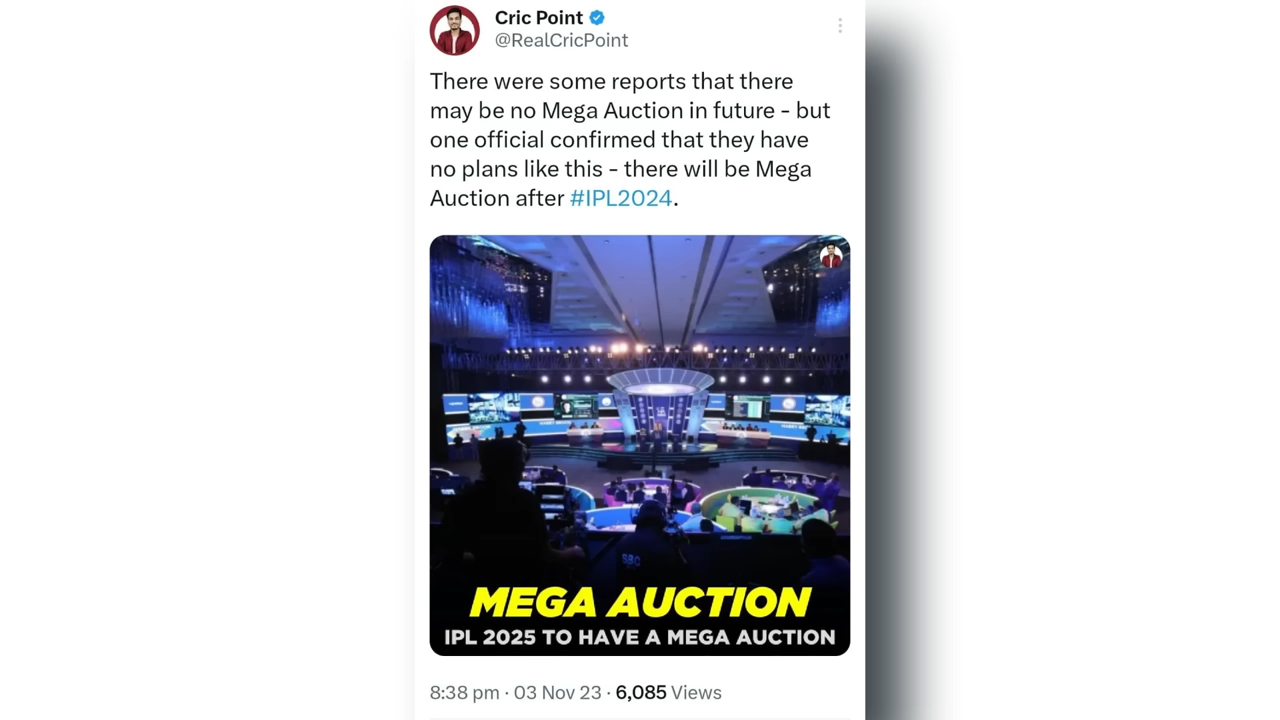 Cric Point
@RealCricPoint
There were some reports that there
may be no Mega Auction in future - but
one official confirmed that they have
no plans like this - there will be Mega
Auction after #IPL2024.
MEGA AUCTION
IPL 2025 TO HAVE A MEGA AUCTION
8:38 pm · 03 Nov 23 · 6,085 Views